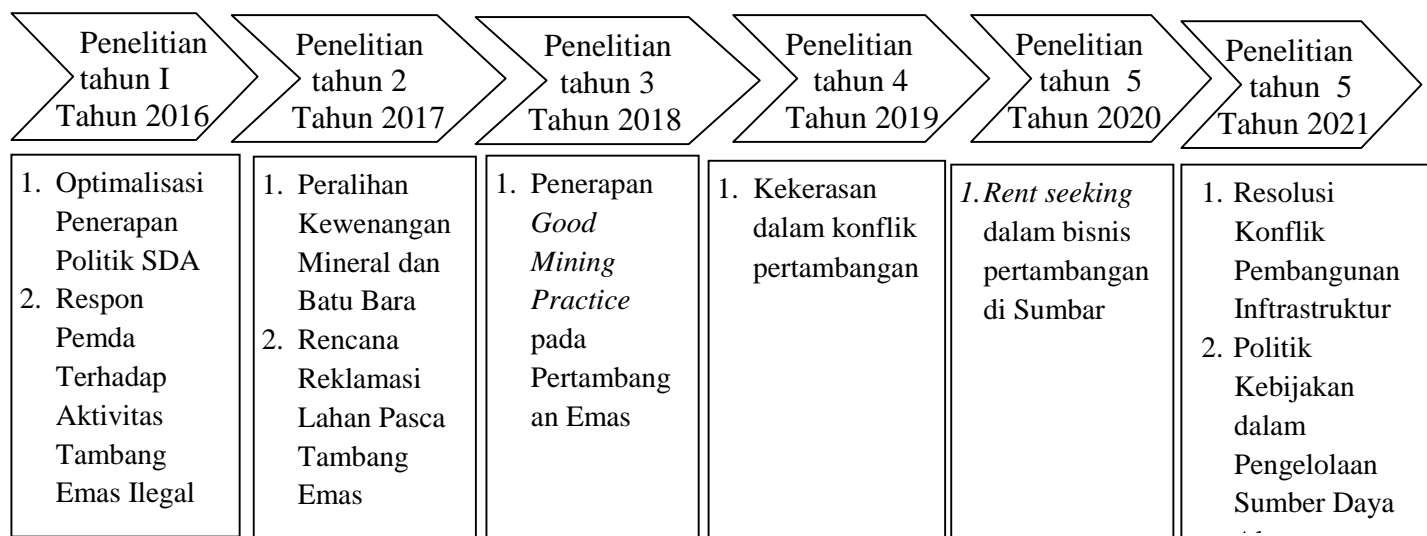 Penelitian
tahun I
Tahun 2016
Penelitian
tahun 2
Tahun 2017
Penelitian
tahun 3
Tahun 2018
Penelitian
tahun 4
Tahun 2019
Penelitian
tahun 5
Tahun 2020
Penelitian
tahun 5
Tahun 2021
1. Optimalisasi
Penerapan
Politik SDA
2. Respon
Pemda
Terhadap
Aktivitas
Tambang
Emas Ilegal
1. Peralihan
Kewenangan
Mineral dan
Batu Bara
2. Rencana
Reklamasi
Lahan Pasca
Tambang
Emas
1. Penerapan
Good
Mining
Practice
pada
Pertambang
an Emas
1. Kekerasan
dalam konflik
pertambangan
1. Rent seeking
dalam bisnis
pertambangan
di Sumbar
1. Resolusi
Konflik
Pembangunan
Inftrastruktur
2. Politik
Kebijakan
dalam
Pengelolaan
Sumber Daya